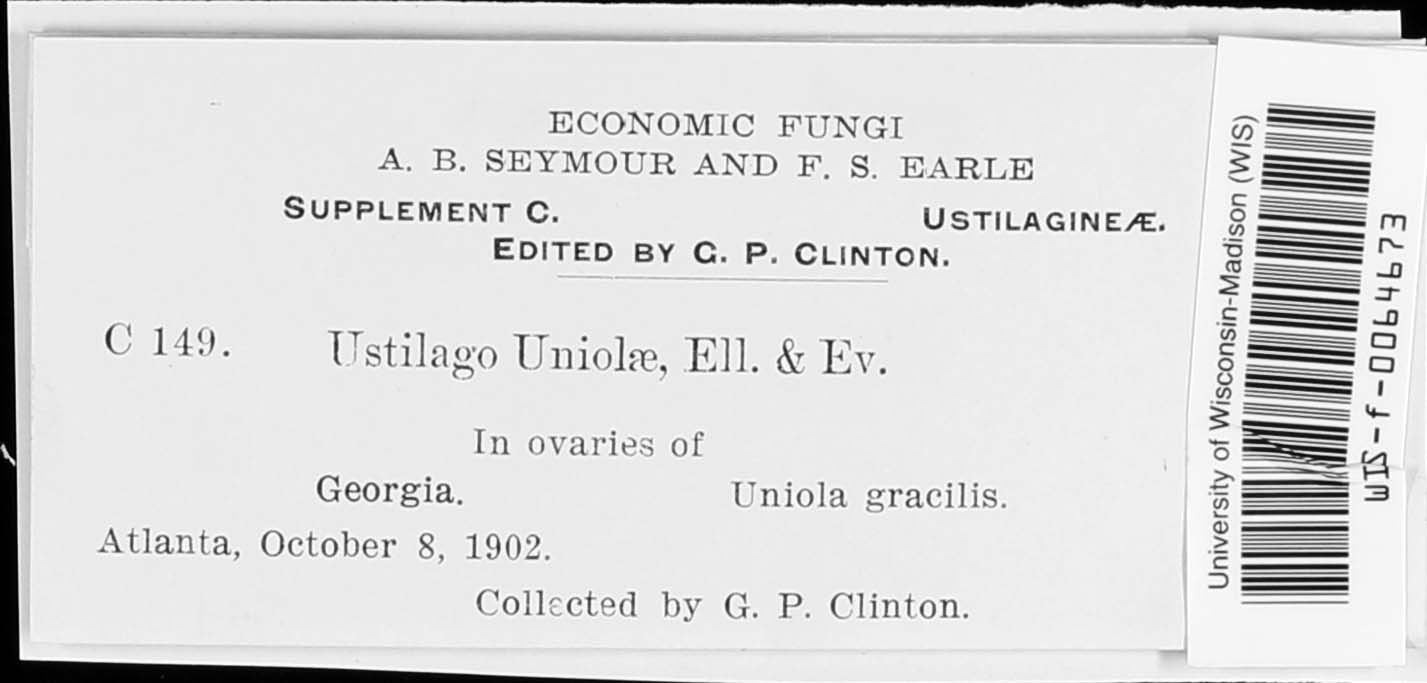 ECONOMIC FUNGI
A. B. SEYMOUR AND F. S. EARLE
SUPPLEMENT C. USTILAGINEÆ.
EDITED BY G. P. CLINTON.
C 149. Ustilago Uniolæ, Ell. & Ev.
In ovaries of
Georgia. Uniola gracilis.
Atlanta, October 8, 1902.
Collected by G. P. Clinton.
University of Wisconsin-Madison (WIS)
WIS-f-0064673